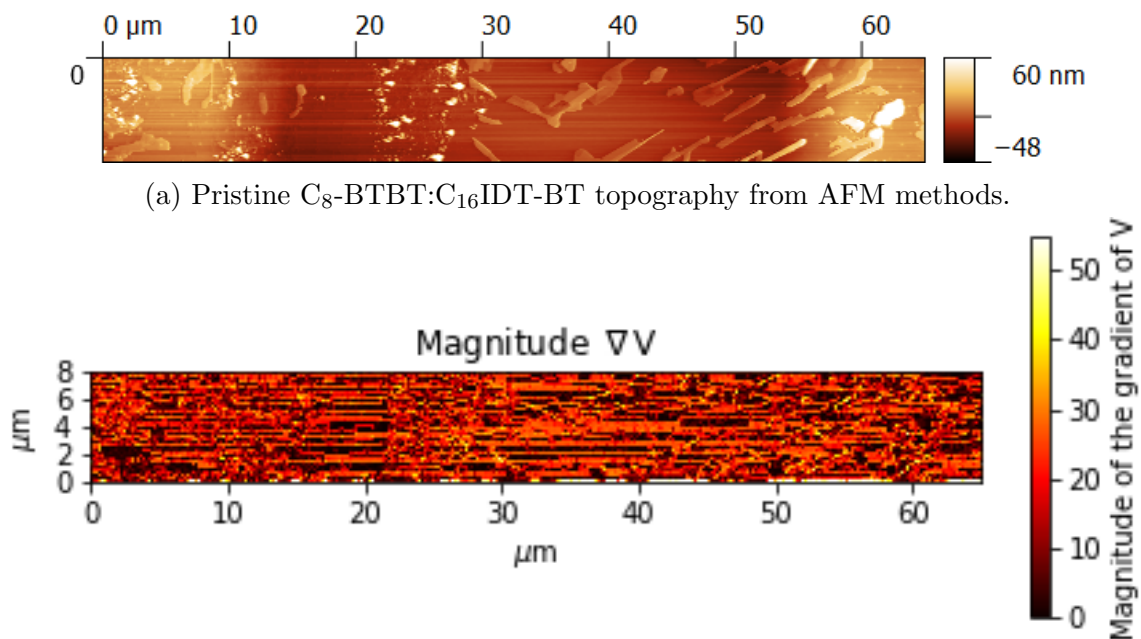 0 μm 10 20 30 40 50 60
0
60 nm
−48
(a) Pristine C₈-BTBT:C₁₆IDT-BT topography from AFM methods.
Magnitude ∇V
8
6
4
2
0
μm
0 10 20 30 40 50 60
μm
50
40
30
20
10
0
Magnitude of the gradient of V